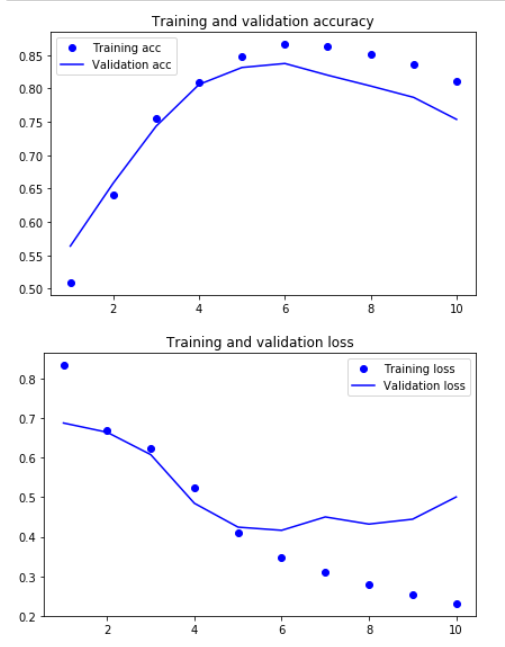 Training and validation accuracy
Training acc
Validation acc
0.85
0.80
0.75
0.70
0.65
0.60
0.55
0.50
2 4 6 8 10
Training and validation loss
Training loss
Validation loss
0.8
0.7
0.6
0.5
0.4
0.3
0.2
2 4 6 8 10